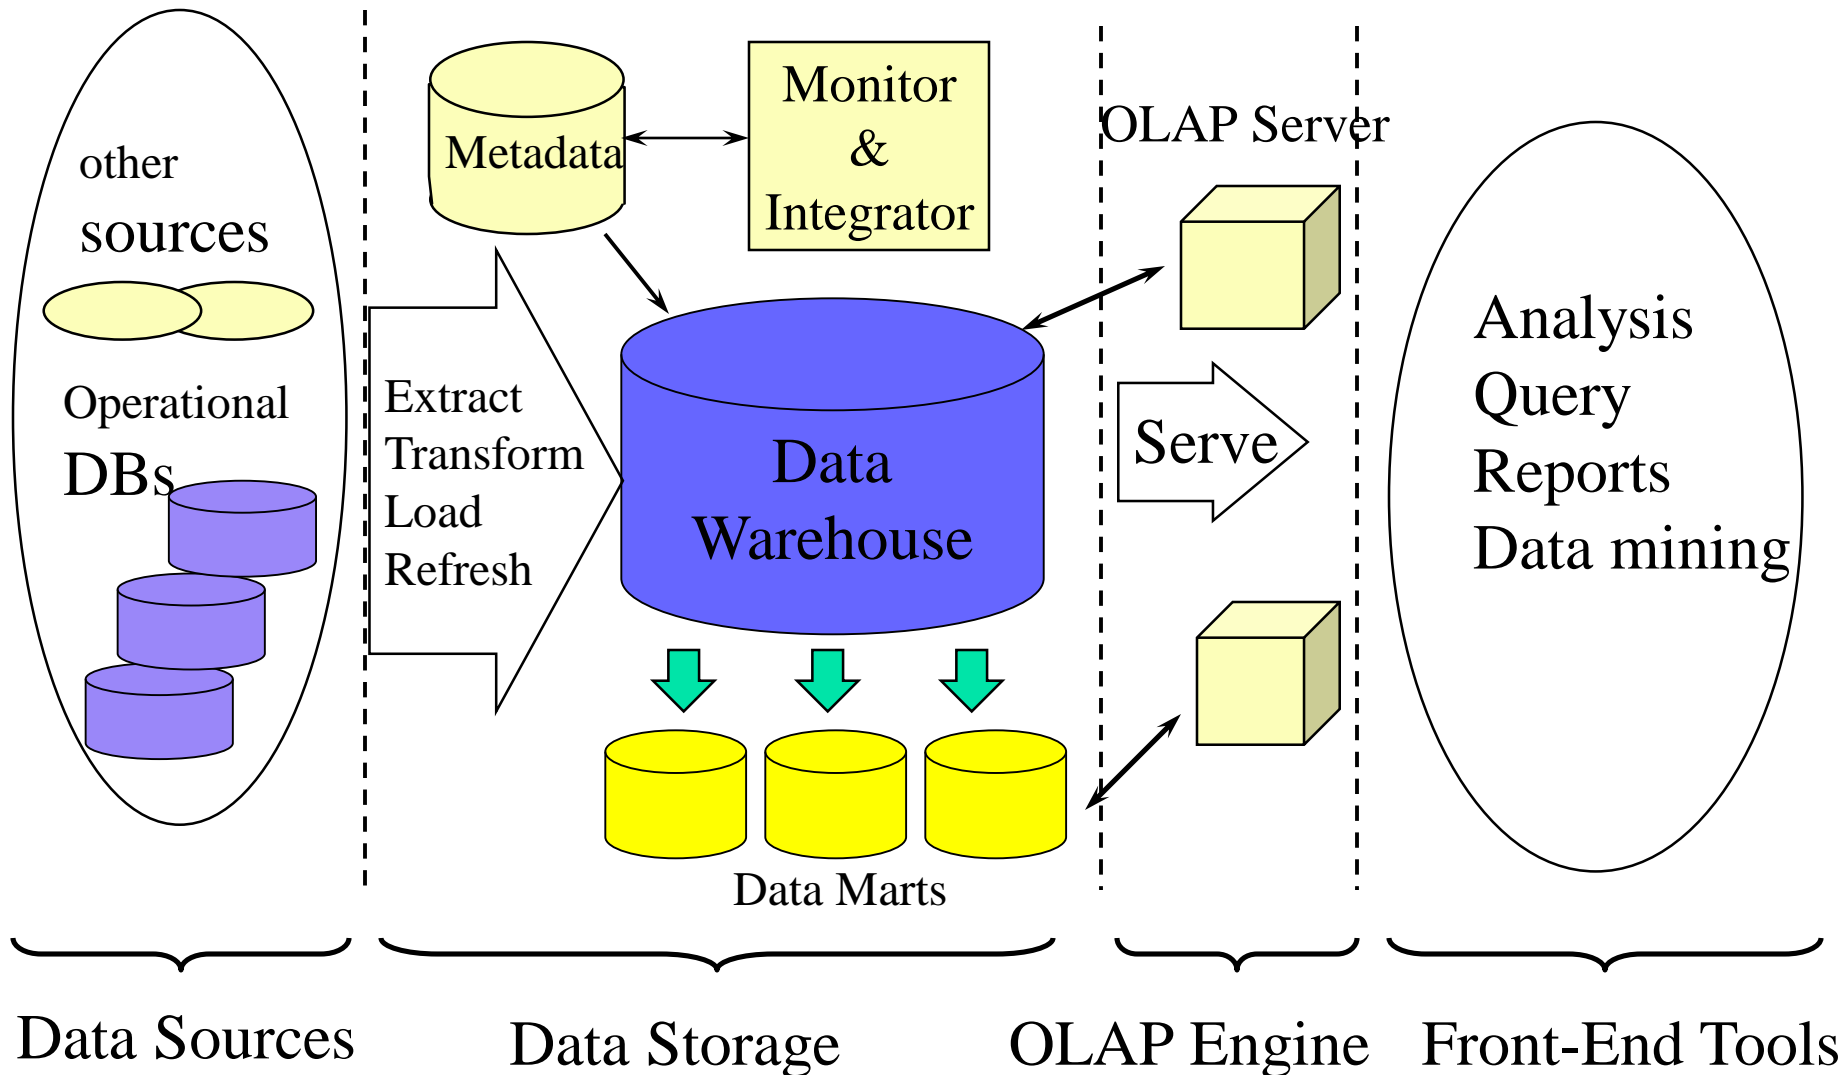 other
sources
Operational
DBs
Metadata
Monitor
&
Integrator
Extract
Transform
Load
Refresh
Data
Warehouse
Data Marts
OLAP Server
Serve
Analysis
Query
Reports
Data mining
Data Sources
Data Storage
OLAP Engine
Front-End Tools